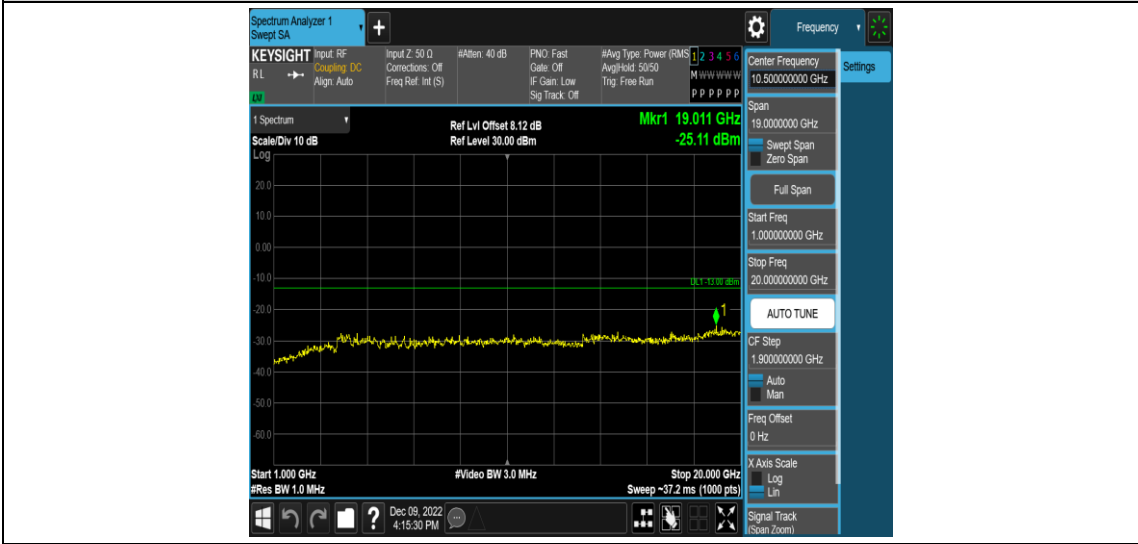 Spectrum Analyzer 1
Swept SA
+
Frequency
KEYSIGHT
RL
LNI
Input: RF
Coupling: DC
Align: Auto
Input Z: 50 Ω
Corrections: Off
Freq Ref: Int (S)
#Atten: 40 dB
PNO: Fast
Gate: Off
IF Gain: Low
Sig Track: Off
#Avg Type: Power (RMS
Avg|Hold: 50/50
Trig: Free Run
1 2 3 4 5 6
M W W W W W
P P P P P P
Center Frequency
10.500000000 GHz
Settings
Span
19.0000000 GHz
Swept Span
Zero Span
Full Span
Start Freq
1.000000000 GHz
Stop Freq
20.000000000 GHz
AUTO TUNE
CF Step
1.900000000 GHz
Auto
Man
Freq Offset
0 Hz
X Axis Scale
Log
Lin
Signal Track
(Span Zoom)
1 Spectrum
Scale/Div 10 dB
Log
Ref Lvl Offset 8.12 dB
Ref Level 30.00 dBm
Mkr1 19.011 GHz
-25.11 dBm
20.0
10.0
0.00
-10.0
DL1 -13.00 dBm
-20.0
1
-30.0
-40.0
-50.0
-60.0
Start 1.000 GHz
#Res BW 1.0 MHz
#Video BW 3.0 MHz
Stop 20.000 GHz
Sweep ~37.2 ms (1000 pts)
?
Dec 09, 2022
4:15:30 PM